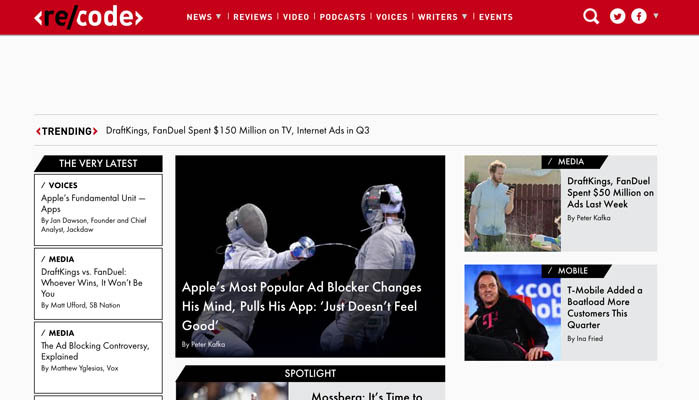 <re/code>
NEWS REVIEWS VIDEO PODCASTS VOICES WRITERS EVENTS
<TRENDING> DraftKings, FanDuel Spent $150 Million on TV, Internet Ads in Q3
THE VERY LATEST
/ VOICES
Apple's Fundamental Unit —
Apps
By Jan Dawson, Founder and Chief
Analyst, Jackdaw
/ MEDIA
DraftKings vs. FanDuel:
Whoever Wins, It Won't Be
You
By Matt Ufford, SB Nation
/ MEDIA
The Ad Blocking Controversy,
Explained
By Matthew Yglesias, Vox
Apple's Most Popular Ad Blocker Changes
His Mind, Pulls His App: 'Just Doesn't Feel
Good'
By Peter Kafka
SPOTLIGHT
Mossberg: It's Time to
/ MEDIA
DraftKings, FanDuel
Spent $50 Million on
Ads Last Week
By Peter Kafka
/ MOBILE
T-Mobile Added a
Boatload More
Customers This
Quarter
By Ina Fried